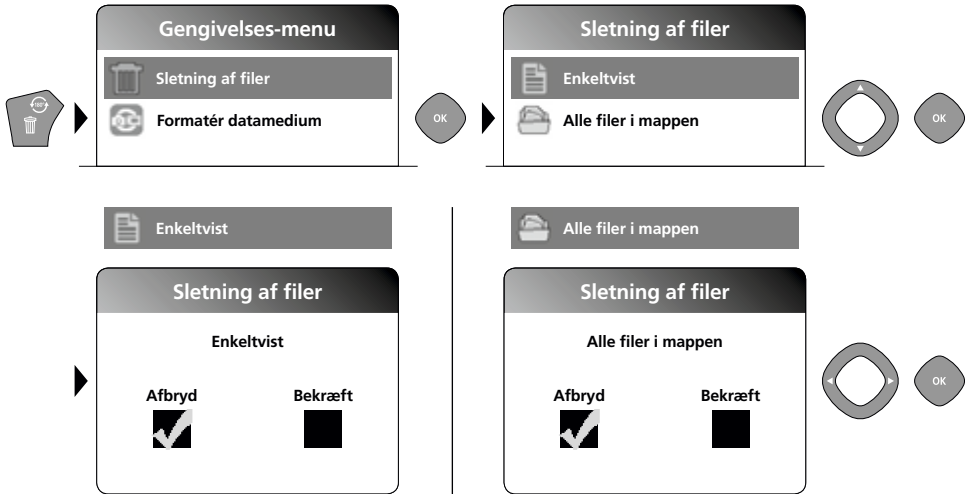 Gengivelses-menu
Sletning af filer
Formatér datamedium
180°
OK
Sletning af filer
Enkeltvist
Alle filer i mappen
OK
Enkeltvist
Sletning af filer
Enkeltvist
Afbryd Bekræft
Alle filer i mappen
Sletning af filer
Alle filer i mappen
Afbryd Bekræft
OK